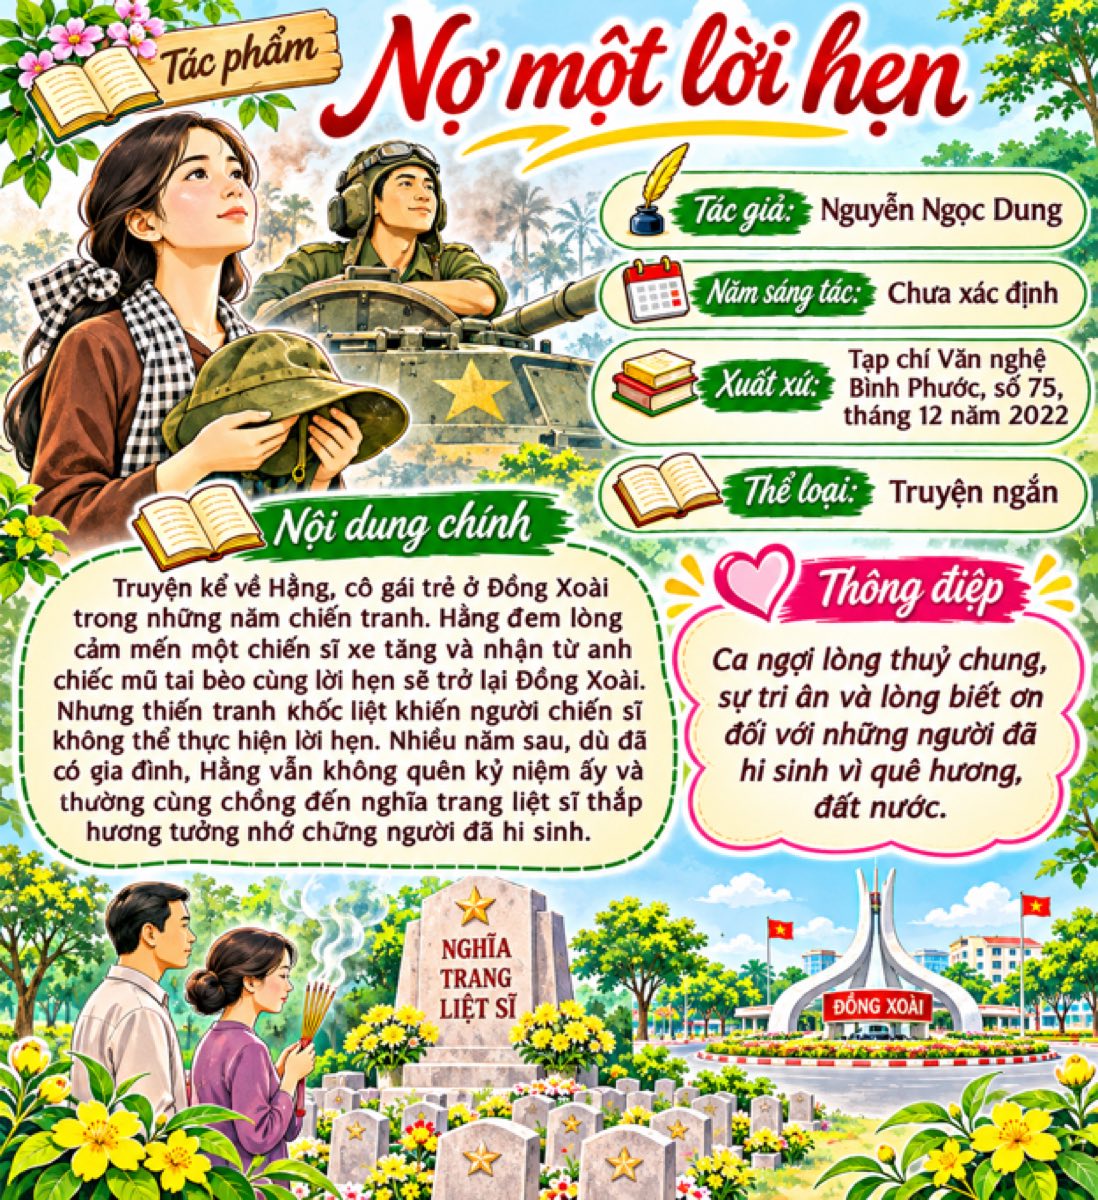 Tác phẩm
Nợ một lời hẹn
Tác giả: Nguyễn Ngọc Dung
Năm sáng tác: Chưa xác định
Xuất xứ: Tạp chí Văn nghệ
Bình Phước, số 75,
tháng 12 năm 2022
Thể loại: Truyện ngắn
Nội dung chính
Truyện kể về Hằng, cô gái trẻ ở Đồng Xoài
trong những năm chiến tranh. Hằng đem lòng
cảm mến một chiến sĩ xe tăng và nhận từ anh
chiếc mũ tai bèo cùng lời hẹn sẽ trở lại Đồng Xoài.
Nhưng thiến tranh khốc liệt khiến người chiến sĩ
không thể thực hiện lời hẹn. Nhiều năm sau, dù đã
có gia đình, Hằng vẫn không quên kỷ niệm ấy và
thường cùng chồng đến nghĩa trang liệt sĩ thắp
hương tưởng nhớ chững người đã hi sinh.
Thông điệp
Ca ngợi lòng thuỷ chung,
sự tri ân và lòng biết ơn
đối với những người đã
hi sinh vì quê hương,
đất nước.
NGHĨA
TRANG
LIỆT SĨ
ĐỒNG XOÀI